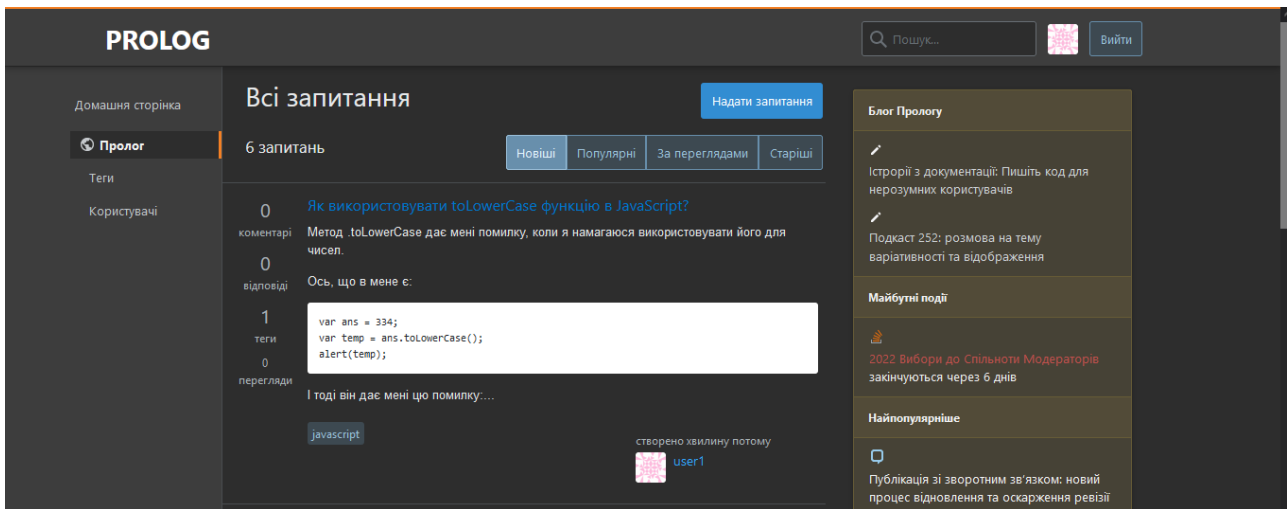 PROLOG
Пошук...
Вийти
Домашня сторінка
Пролог
Теги
Користувачі
Всі запитання
Надати запитання
6 запитань
Новіші
Популярні
За переглядами
Старіші
0
коментарі
0
відповіді
1
теги
0
перегляди
Як використовувати toLowerCase функцію в JavaScript?
Метод .toLowerCase дає мені помилку, коли я намагаюся використовувати його для
чисел.
Ось, що в мене є:
var ans = 334;
var temp = ans.toLowerCase();
alert(temp);
І тоді він дає мені цю помилку:...
javascript
створено хвилину потому
user1
Блог Прологу
Істрорії з документації: Пишіть код для
нерозумних користувачів
Подкаст 252: розмова на тему
варіативності та відображення
Майбутні події
2022 Вибори до Спільноти Модераторів
закінчуються через 6 днів
Найпопулярніше
Публікація зі зворотним зв’язком: новий
процес відновлення та оскарження ревізії